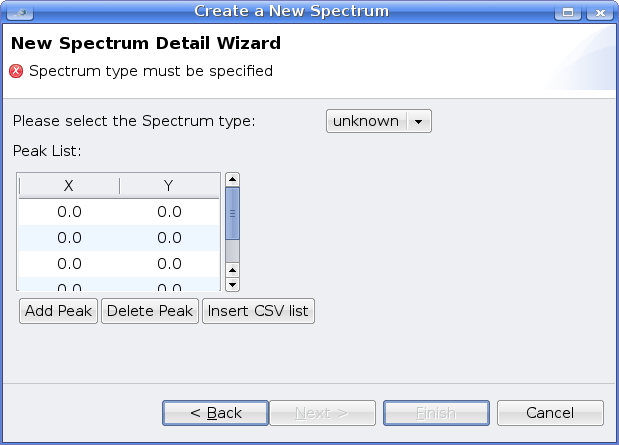 Create a New Spectrum
New Spectrum Detail Wizard
Spectrum type must be specified
Please select the Spectrum type: unknown
Peak List:
X Y
0.0 0.0
0.0 0.0
0.0 0.0
0.0 0.0
Add Peak Delete Peak Insert CSV list
< Back Next > Finish Cancel